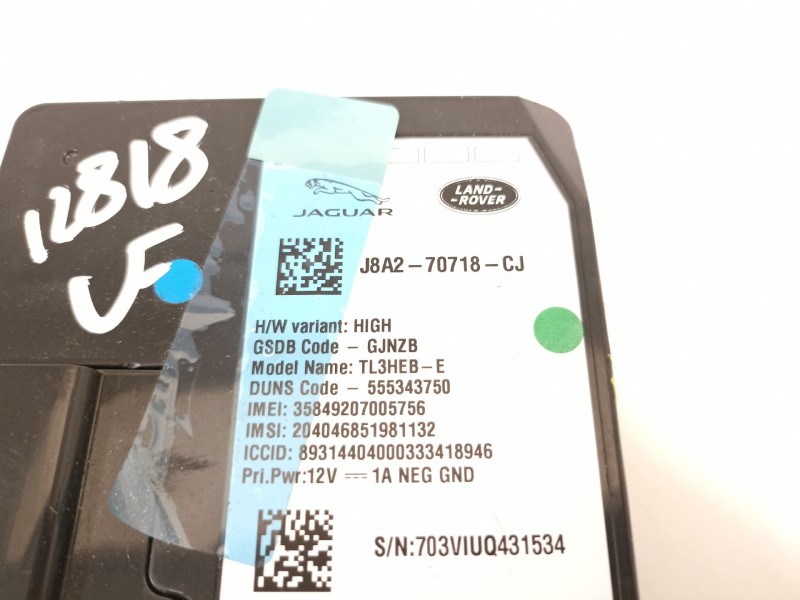 12818
VF
JAGUAR
LAND-
-ROVER
J8A2-70718-CJ
H/W variant: HIGH
GSDB Code - GJNZB
Model Name: TL3HEB-E
DUNS Code - 555343750
IMEI: 35849207005756
IMSI: 204046851981132
ICCID: 89314404000333418946
Pri.Pwr:12V ⎓ 1A NEG GND
S/N:703VIUQ431534